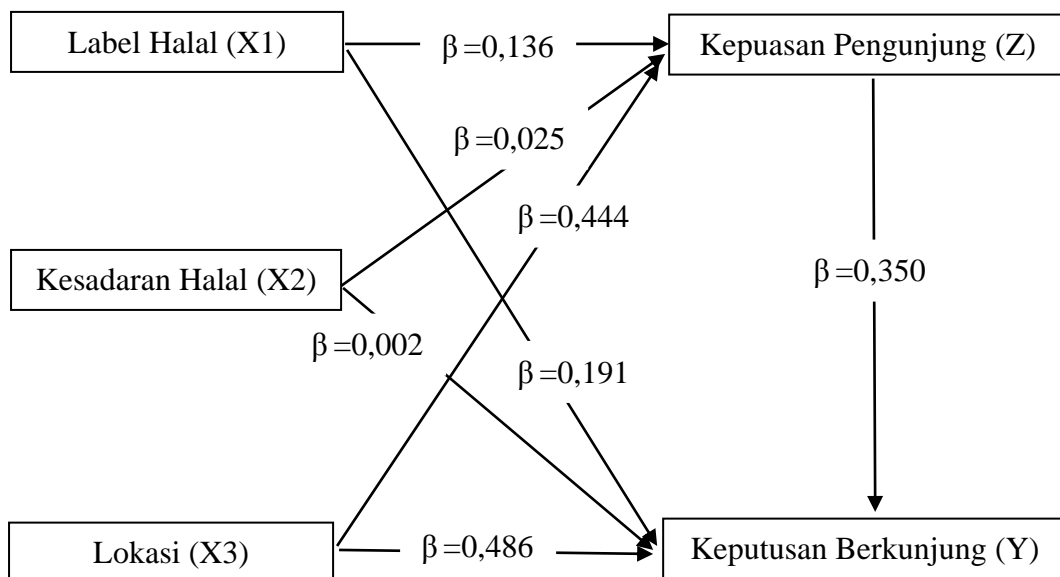 Label Halal (X1)
β =0,136
Kepuasan Pengunjung (Z)
β =0,025
β =0,444
Kesadaran Halal (X2)
β =0,350
β =0,002
β =0,191
Lokasi (X3)
β =0,486
Keputusan Berkunjung (Y)